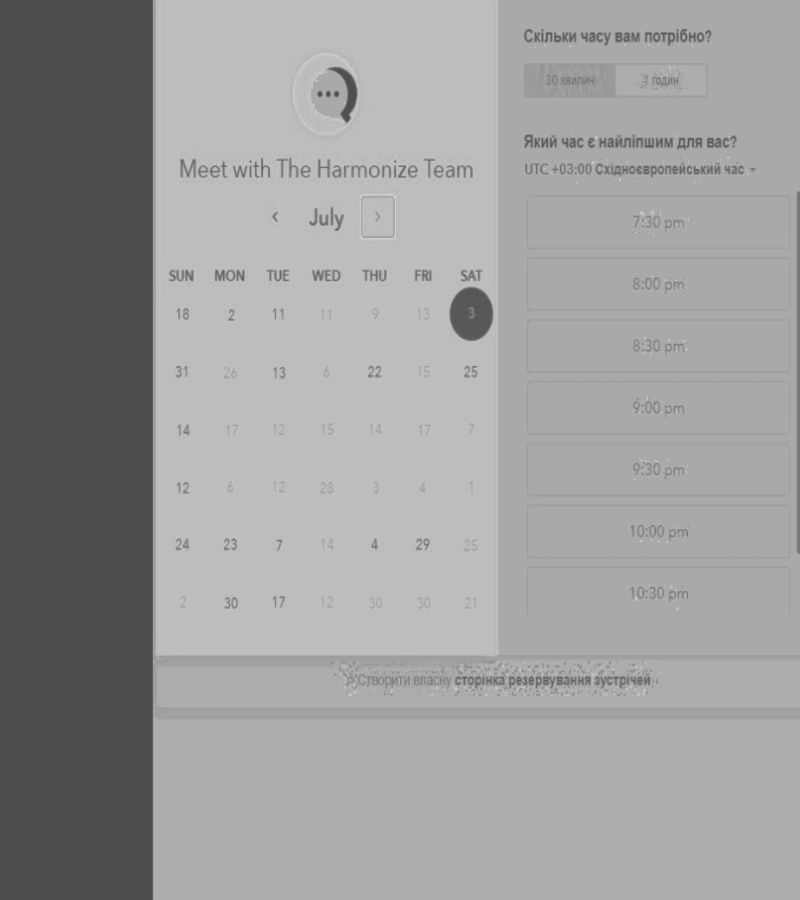 Meet with The Harmonize Team
July
SUN MON TUE WED THU FRI SAT
18 2 11 11 9 13 3
31 26 13 6 22 15 25
14 17 12 15 14 17 7
12 6 12 28 3 4 1
24 23 7 14 4 29 25
2 30 17 12 30 30 21
Скільки часу вам потрібно?
30 хвилин 1 годин
Який час є найліпшим для вас?
UTC +03:00 Східноєвропейський час
7:30 pm
8:00 pm
8:30 pm
9:00 pm
9:30 pm
10:00 pm
10:30 pm
Створити власну сторінка резервування зустрічей